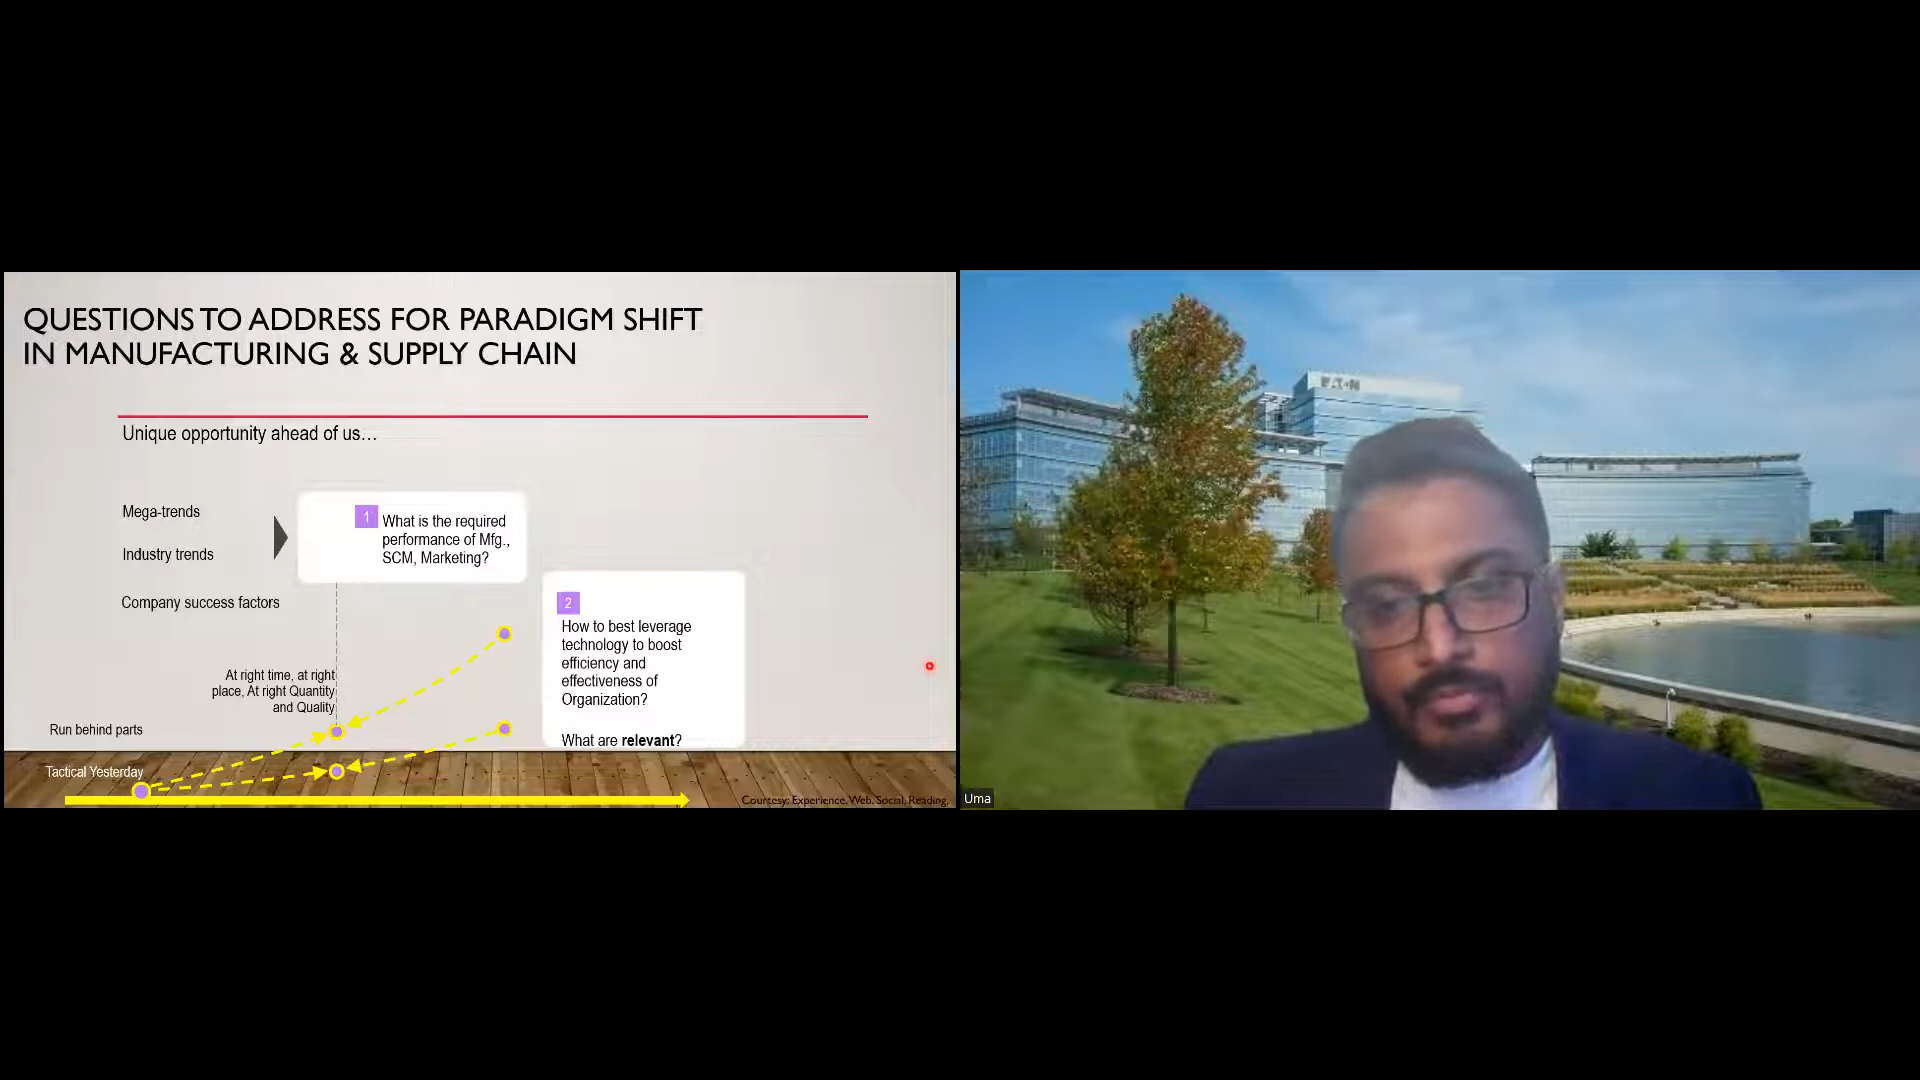 QUESTIONS TO ADDRESS FOR PARADIGM SHIFT
IN MANUFACTURING & SUPPLY CHAIN
Unique opportunity ahead of us…
Mega-trends
Industry trends
Company success factors
1
What is the required
performance of Mfg.,
SCM, Marketing?
2
How to best leverage
technology to boost
efficiency and
effectiveness of
Organization?
What are relevant?
At right time, at right
place, At right Quantity
and Quality
Run behind parts
Tactical Yesterday
Courtesy: Experience, Web, Social, Reading,
EATON
Uma